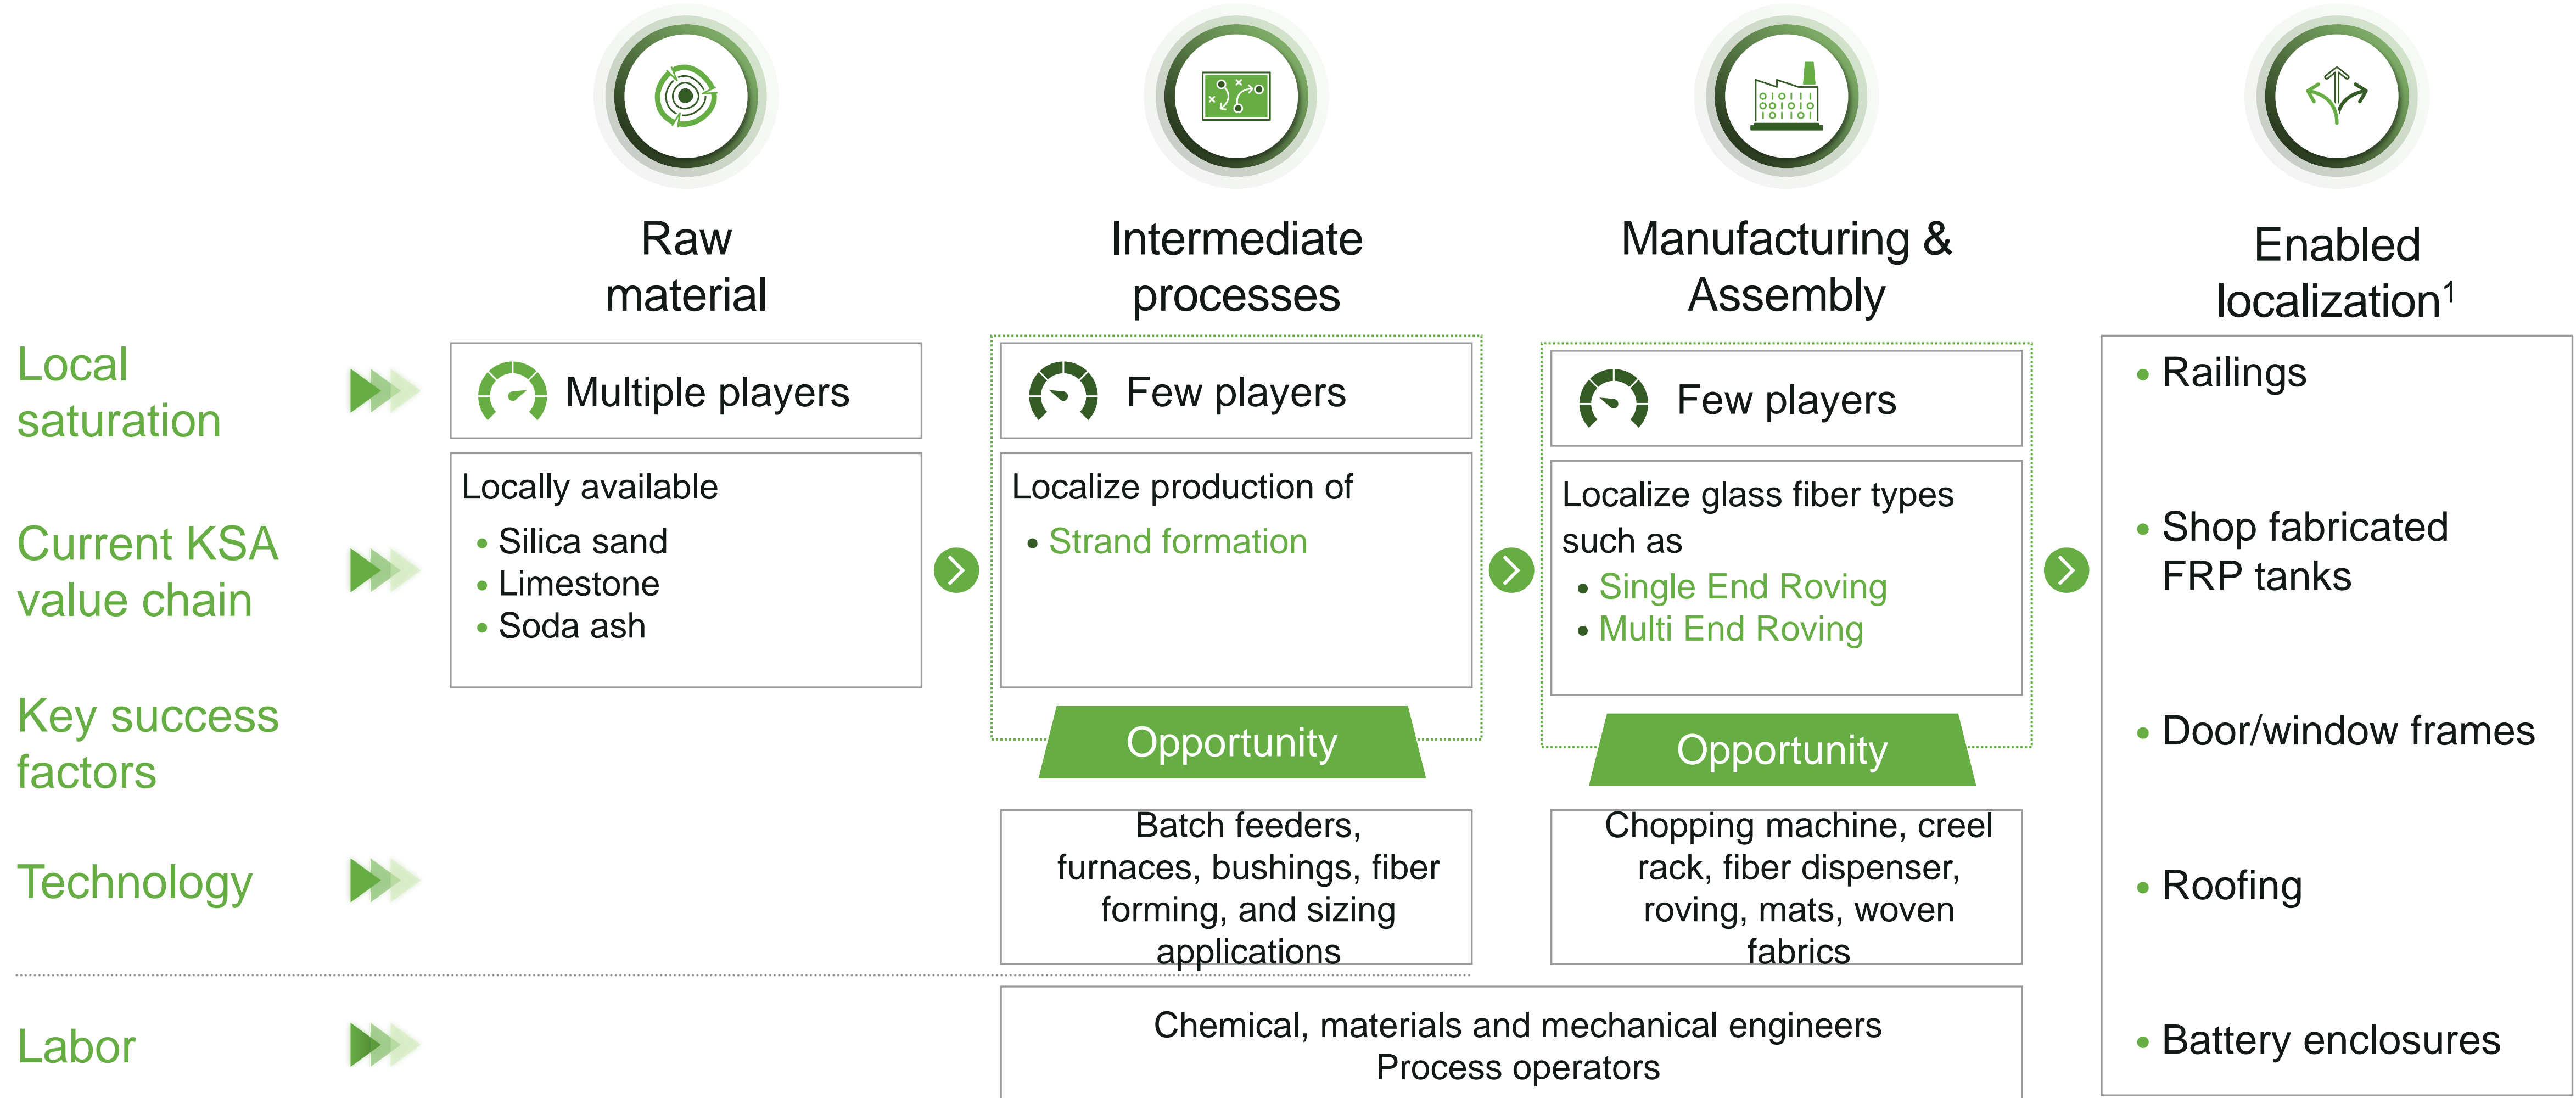 Raw
material
Intermediate
processes
Manufacturing &
Assembly
Enabled
localization¹
Local
saturation
Multiple players
Few players
Few players
Current KSA
value chain
Locally available
• Silica sand
• Limestone
• Soda ash
Localize production of
• Strand formation
Localize glass fiber types
such as
• Single End Roving
• Multi End Roving
Opportunity
Opportunity
Key success
factors
Technology
Batch feeders,
furnaces, bushings, fiber
forming, and sizing
applications
Chopping machine, creel
rack, fiber dispenser,
roving, mats, woven
fabrics
Labor
Chemical, materials and mechanical engineers
Process operators
• Railings
• Shop fabricated
FRP tanks
• Door/window frames
• Roofing
• Battery enclosures